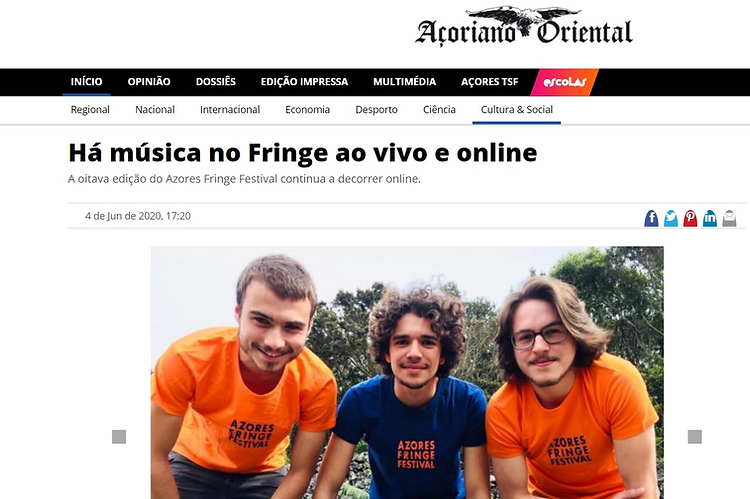 Açoriano Oriental
INÍCIO OPINIÃO DOSSIÊS EDIÇÃO IMPRESSA MULTIMÉDIA AÇORES TSF escolas
Regional Nacional Internacional Economia Desporto Ciência Cultura & Social
Há música no Fringe ao vivo e online
A oitava edição do Azores Fringe Festival continua a decorrer online.
4 de Jun de 2020, 17:20
f in
AZORES
FRINGE
FESTIVAL
AZORES
FRINGE
FESTIVAL
AZORES
FRINGE
FESTIVAL